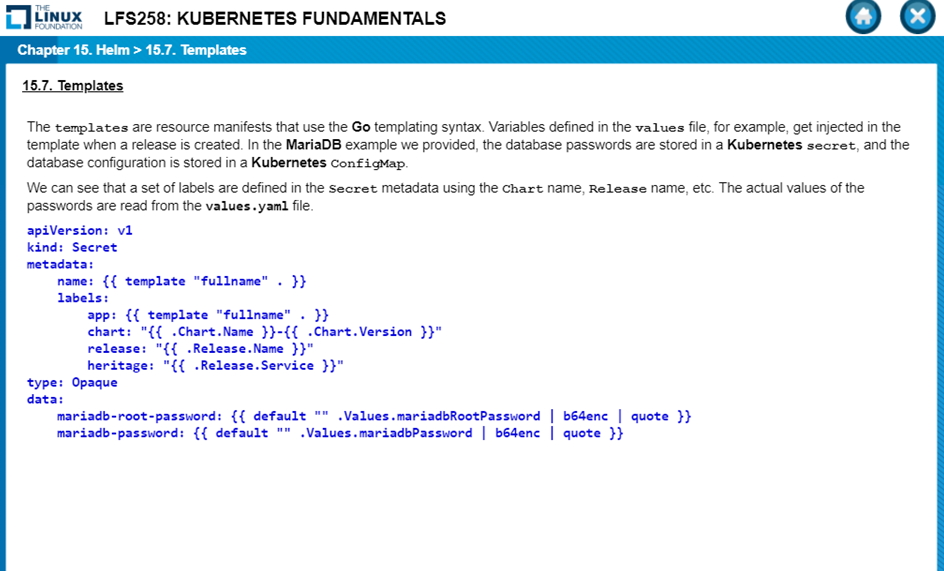 THE
LINUX
FOUNDATION
LFS258: KUBERNETES FUNDAMENTALS
Chapter 15. Helm > 15.7. Templates
15.7. Templates
The templates are resource manifests that use the Go templating syntax. Variables defined in the values file, for example, get injected in the
template when a release is created. In the MariaDB example we provided, the database passwords are stored in a Kubernetes secret, and the
database configuration is stored in a Kubernetes ConfigMap.
We can see that a set of labels are defined in the Secret metadata using the Chart name, Release name, etc. The actual values of the
passwords are read from the values.yaml file.
apiVersion: v1
kind: Secret
metadata:
    name: {{ template "fullname" . }}
    labels:
        app: {{ template "fullname" . }}
        chart: "{{ .Chart.Name }}-{{ .Chart.Version }}"
        release: "{{ .Release.Name }}"
        heritage: "{{ .Release.Service }}"
type: Opaque
data:
    mariadb-root-password: {{ default "" .Values.mariadbRootPassword | b64enc | quote }}
    mariadb-password: {{ default "" .Values.mariadbPassword | b64enc | quote }}